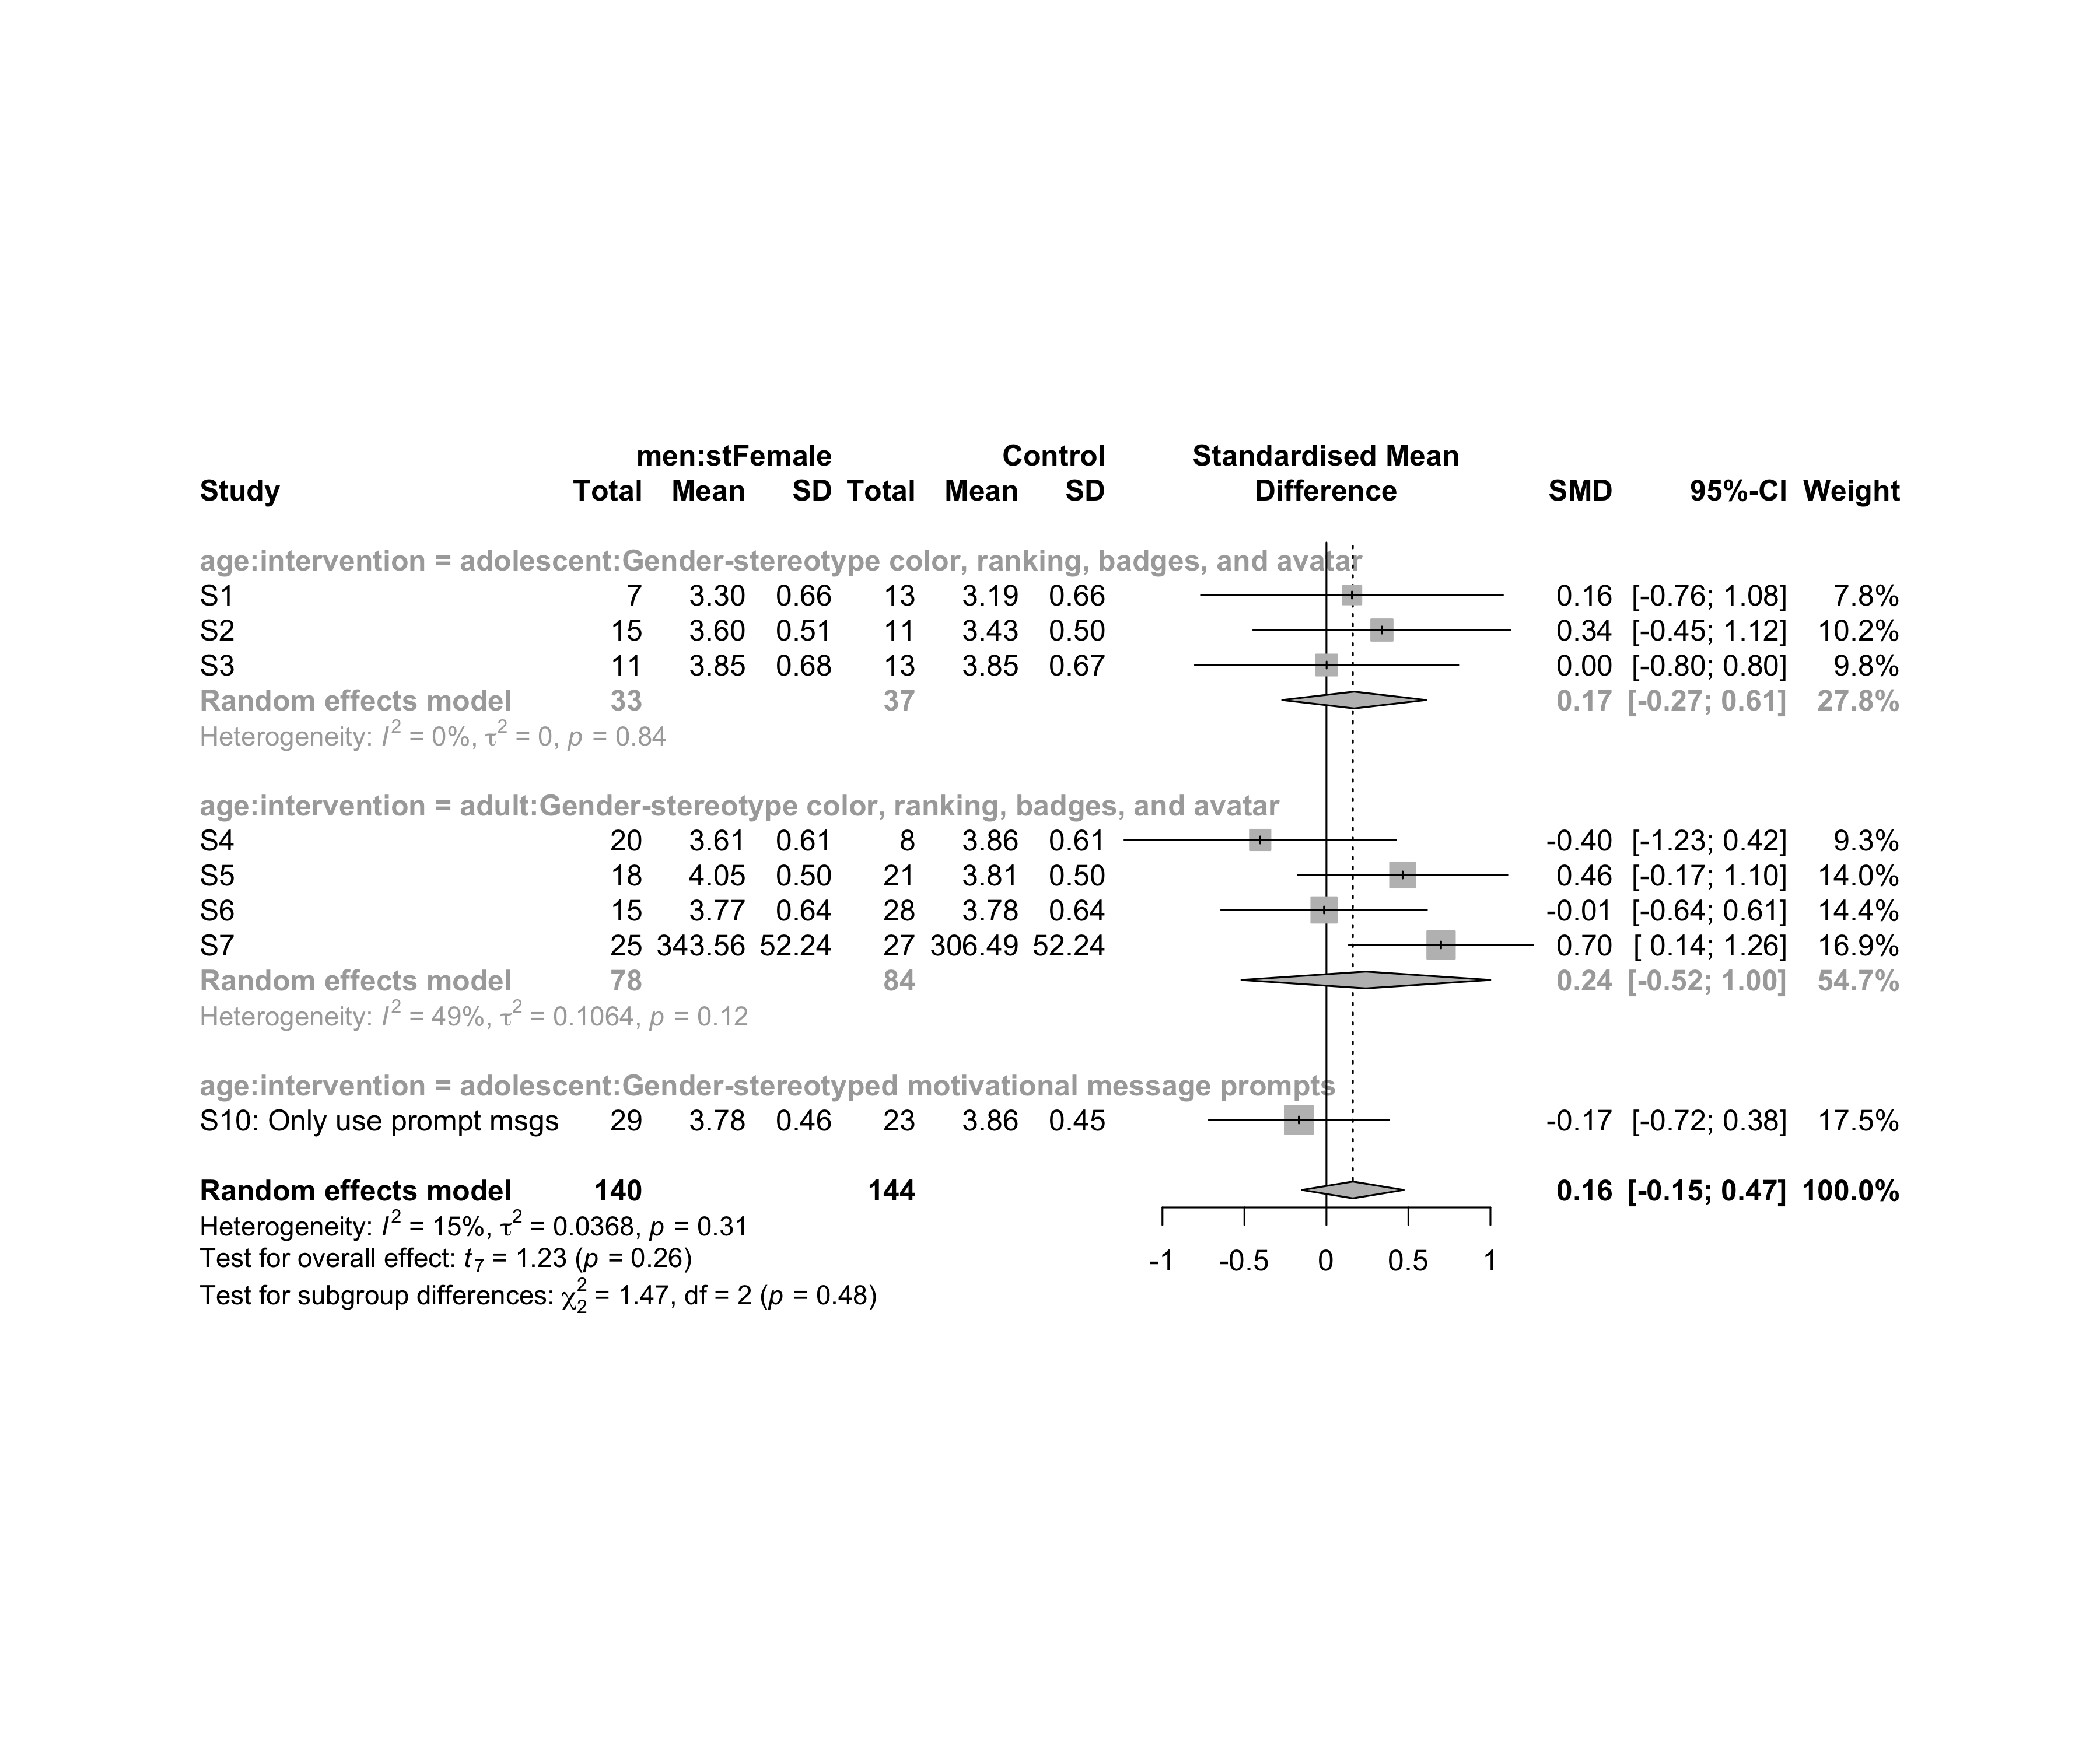 men:stFemale Control Standardised Mean
Study Total Mean SD Total Mean SD Difference SMD 95%-CI Weight
age:intervention = adolescent:Gender-stereotype color, ranking, badges, and avatar
S1 7 3.30 0.66 13 3.19 0.66 0.16 [-0.76; 1.08] 7.8%
S2 15 3.60 0.51 11 3.43 0.50 0.34 [-0.45; 1.12] 10.2%
S3 11 3.85 0.68 13 3.85 0.67 0.00 [-0.80; 0.80] 9.8%
Random effects model 33 37 0.17 [-0.27; 0.61] 27.8%
Heterogeneity: I² = 0%, τ² = 0, p = 0.84
age:intervention = adult:Gender-stereotype color, ranking, badges, and avatar
S4 20 3.61 0.61 8 3.86 0.61 -0.40 [-1.23; 0.42] 9.3%
S5 18 4.05 0.50 21 3.81 0.50 0.46 [-0.17; 1.10] 14.0%
S6 15 3.77 0.64 28 3.78 0.64 -0.01 [-0.64; 0.61] 14.4%
S7 25 343.56 52.24 27 306.49 52.24 0.70 [ 0.14; 1.26] 16.9%
Random effects model 78 84 0.24 [-0.52; 1.00] 54.7%
Heterogeneity: I² = 49%, τ² = 0.1064, p = 0.12
age:intervention = adolescent:Gender-stereotyped motivational message prompts
S10: Only use prompt msgs 29 3.78 0.46 23 3.86 0.45 -0.17 [-0.72; 0.38] 17.5%
Random effects model 140 144 0.16 [-0.15; 0.47] 100.0%
Heterogeneity: I² = 15%, τ² = 0.0368, p = 0.31
Test for overall effect: t₇ = 1.23 (p = 0.26)
-1 -0.5 0 0.5 1
Test for subgroup differences: χ²₂ = 1.47, df = 2 (p = 0.48)